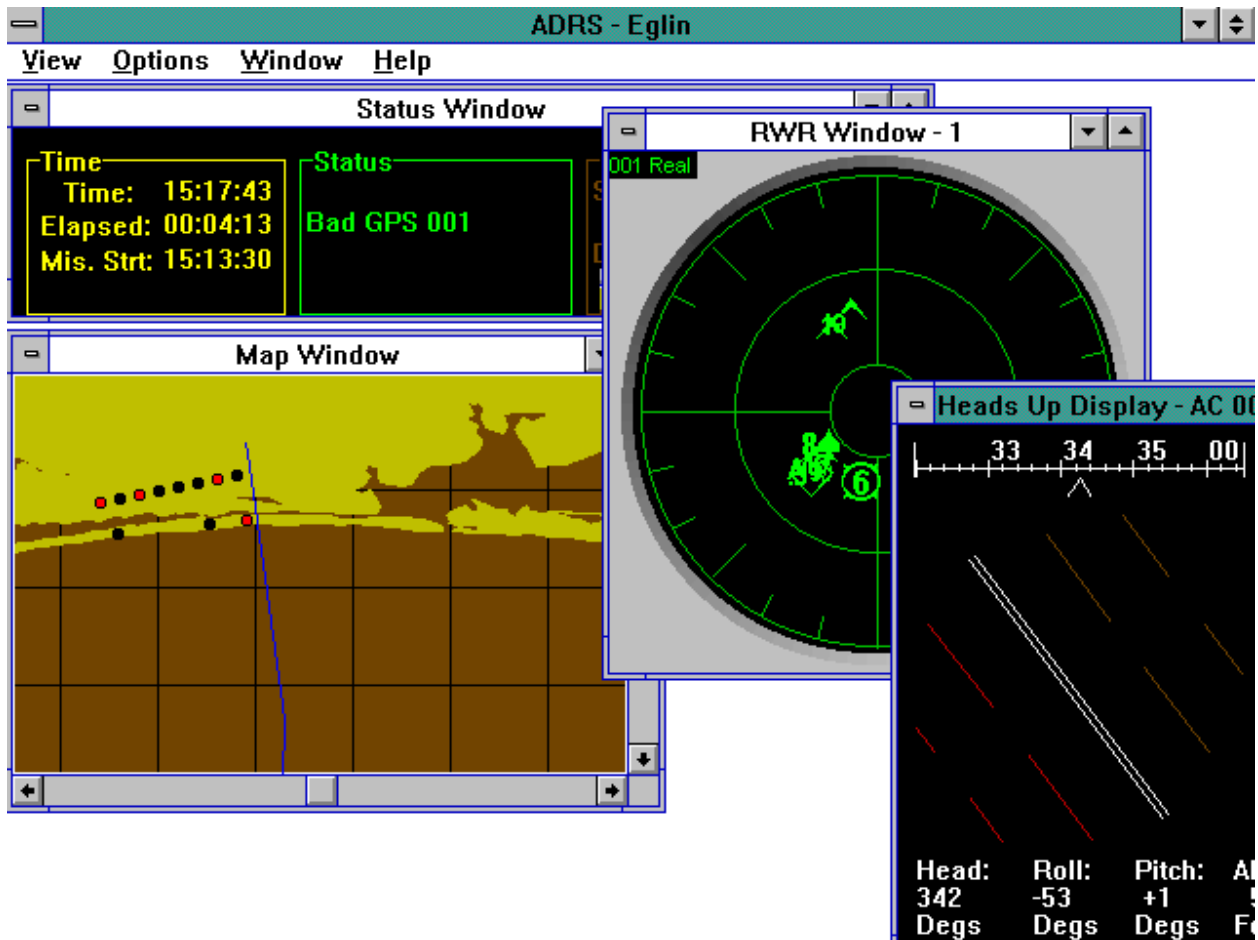 ADRS - Eglin
View Options Window Help
Status Window
Time
Time: 15:17:43
Elapsed: 00:04:13
Mis. Strt: 15:13:30
Status
Bad GPS 001
RWR Window - 1
001 Real
6
Map Window
Heads Up Display - AC 00
33 34 35 00
Head: Roll: Pitch:
342 -53 +1
Degs Degs Degs